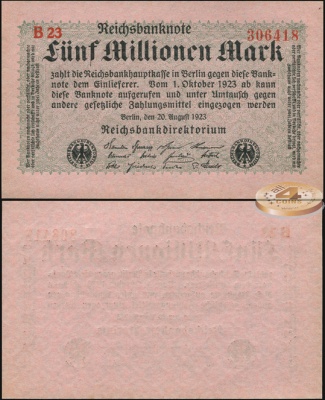 Reichsbanknote
B 23
306418
Fünf Millionen Mark
zahlt die Reichsbankhauptkasse in Berlin gegen diese Bank-
note dem Einlieferer. Vom 1. Oktober 1923 ab kann
diese Banknote aufgerufen und unter Umtausch gegen
andere gesetzliche Zahlungsmittel eingezogen werden
Berlin, den 20. August 1923
Reichsbankdirektorium
4
COINS